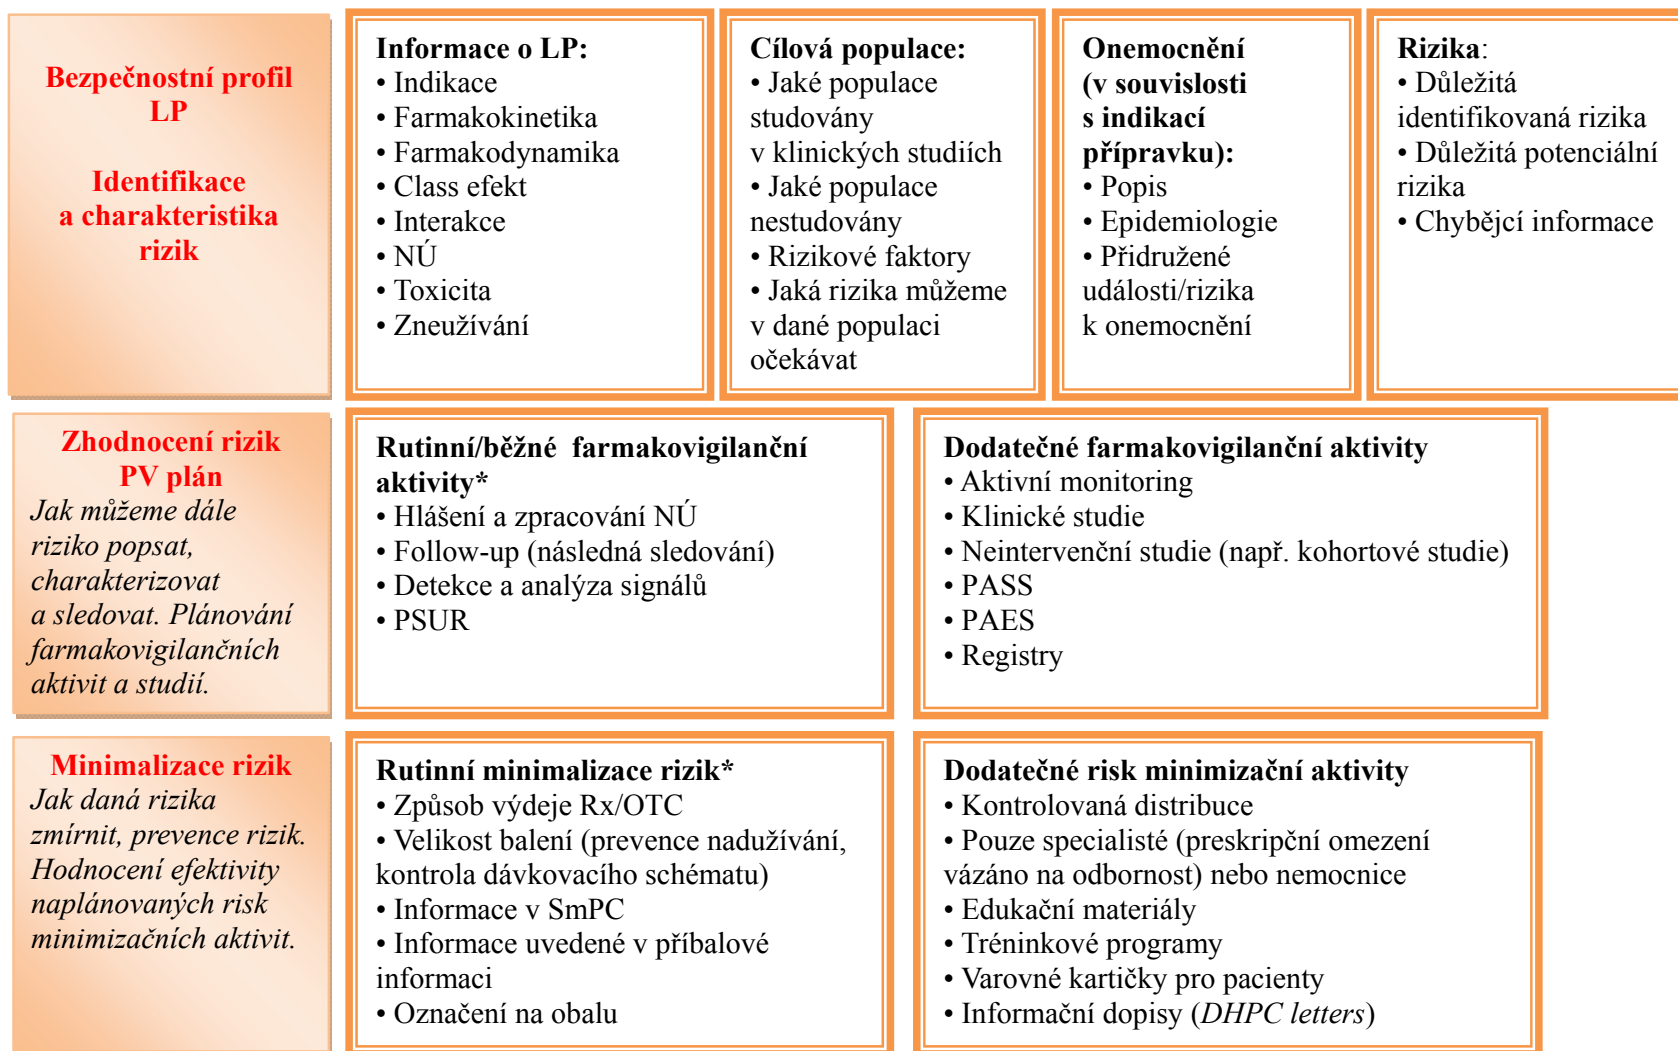 Bezpečnostní profil
LP
Identifikace
a charakteristika
rizik
Informace o LP:
• Indikace
• Farmakokinetika
• Farmakodynamika
• Class efekt
• Interakce
• NÚ
• Toxicita
• Zneužívání
Cílová populace:
• Jaké populace
studovány
v klinických studiích
• Jaké populace
nestudovány
• Rizikové faktory
• Jaká rizika můžeme
v dané populaci
očekávat
Onemocnění
(v souvislosti
s indikací
přípravku):
• Popis
• Epidemiologie
• Přidružené
události/rizika
k onemocnění
Rizika:
• Důležitá
identifikovaná rizika
• Důležitá potenciální
rizika
• Chybějcí informace
Zhodnocení rizik
PV plán
Jak můžeme dále
riziko popsat,
charakterizovat
a sledovat. Plánování
farmakovigilančních
aktivit a studií.
Rutinní/běžné farmakovigilanční
aktivity*
• Hlášení a zpracování NÚ
• Follow-up (následná sledování)
• Detekce a analýza signálů
• PSUR
Dodatečné farmakovigilanční aktivity
• Aktivní monitoring
• Klinické studie
• Neintervenční studie (např. kohortové studie)
• PASS
• PAES
• Registry
Minimalizace rizik
Jak daná rizika
zmírnit, prevence rizik.
Hodnocení efektivity
naplánovaných risk
minimizačních aktivit.
Rutinní minimalizace rizik*
• Způsob výdeje Rx/OTC
• Velikost balení (prevence nadužívání,
kontrola dávkovacího schématu)
• Informace v SmPC
• Informace uvedené v příbalové
informaci
• Označení na obalu
Dodatečné risk minimizační aktivity
• Kontrolovaná distribuce
• Pouze specialisté (preskripční omezení
vázáno na odbornost) nebo nemocnice
• Edukační materiály
• Tréninkové programy
• Varovné kartičky pro pacienty
• Informační dopisy (DHPC letters)